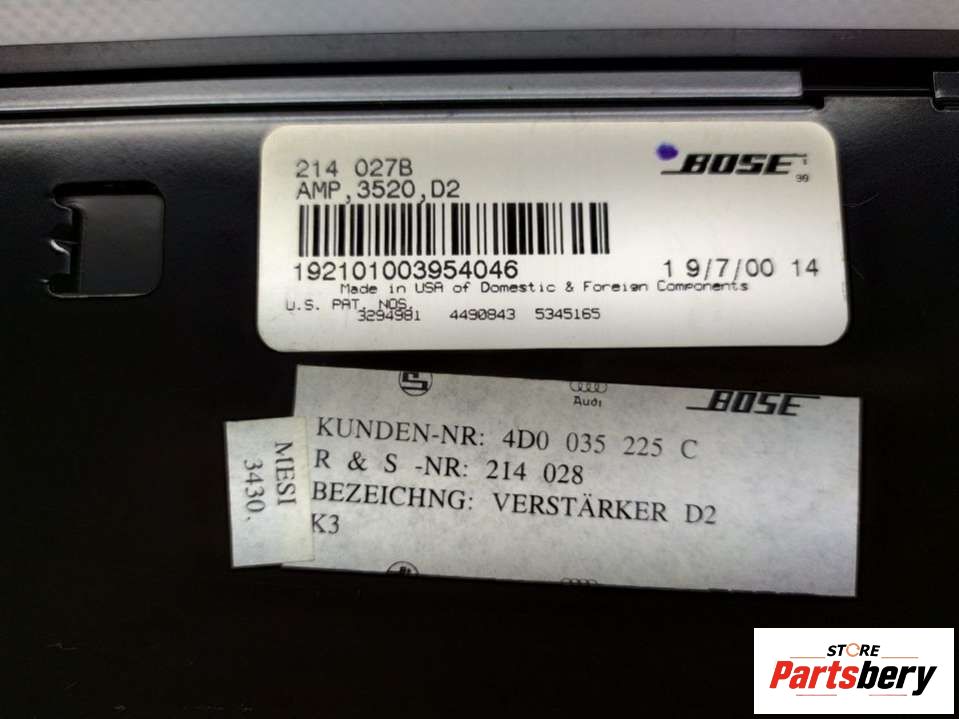 214 027B
BOSE
AMP,3520,D2
192101003954046
1 9/7/00 14
Made in USA of Domestic & Foreign Components
U.S. PAT. NOS.
3294981 4490843 5345165
Audi
BOSE
KUNDEN-NR: 4D0 035 225 C
R & S -NR: 214 028
BEZEICHNG: VERSTÄRKER D2
K3
MESI
3430.
STORE
Partsbery